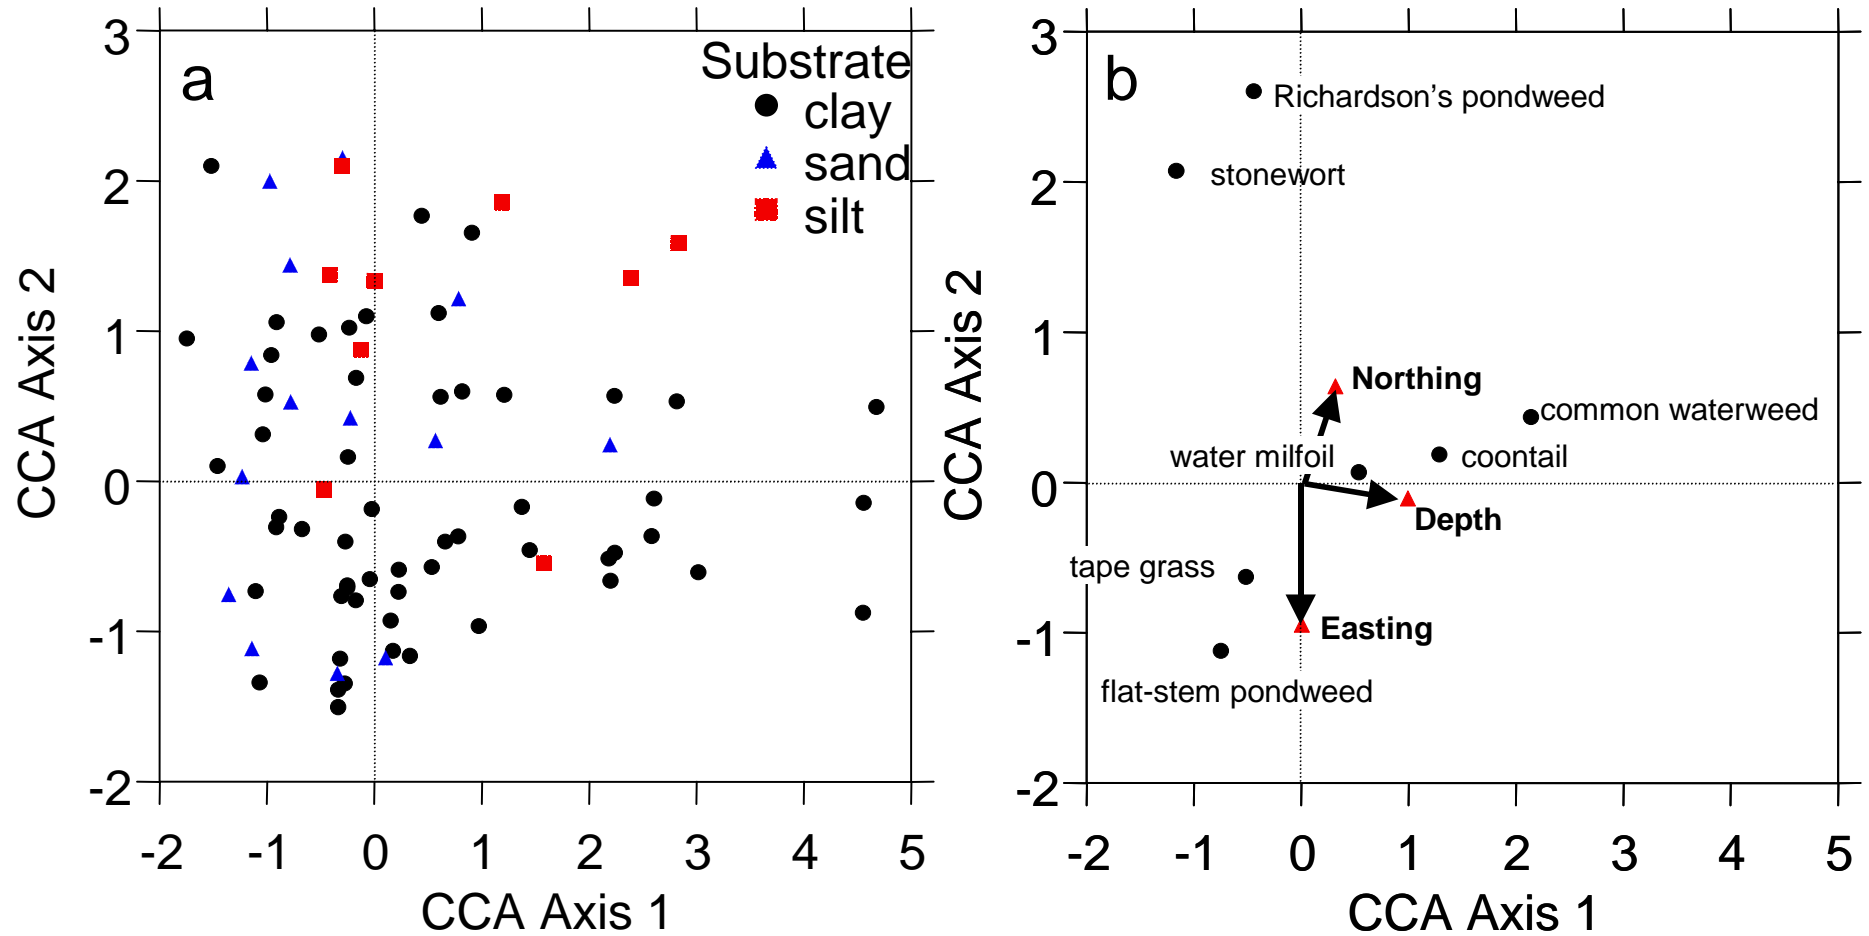 a
Substrate
clay
sand
silt
3
2
1
0
-1
-2
-2 -1 0 1 2 3 4 5
CCA Axis 1
CCA Axis 2
b
Richardson's pondweed
stonewort
Northing
common waterweed
water milfoil
coontail
Depth
tape grass
Easting
flat-stem pondweed
3
2
1
0
-1
-2
-2 -1 0 1 2 3 4 5
CCA Axis 1
CCA Axis 2